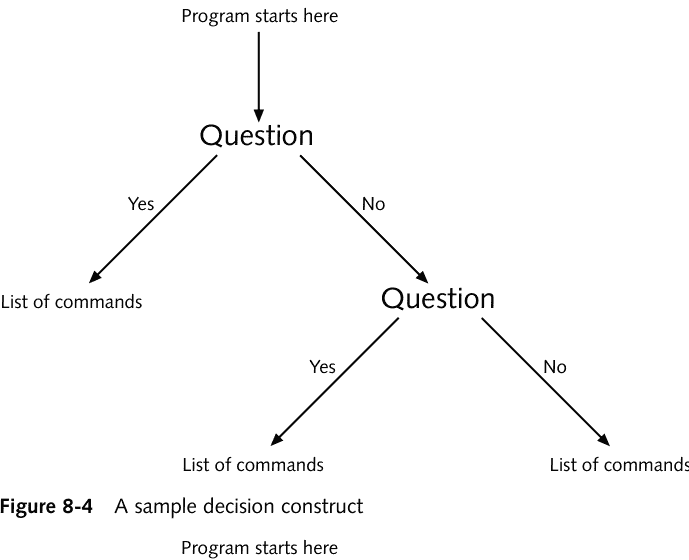 Program starts here
Question
Yes
No
List of commands
Question
Yes
No
List of commands
List of commands
Figure 8-4 A sample decision construct
Program starts here